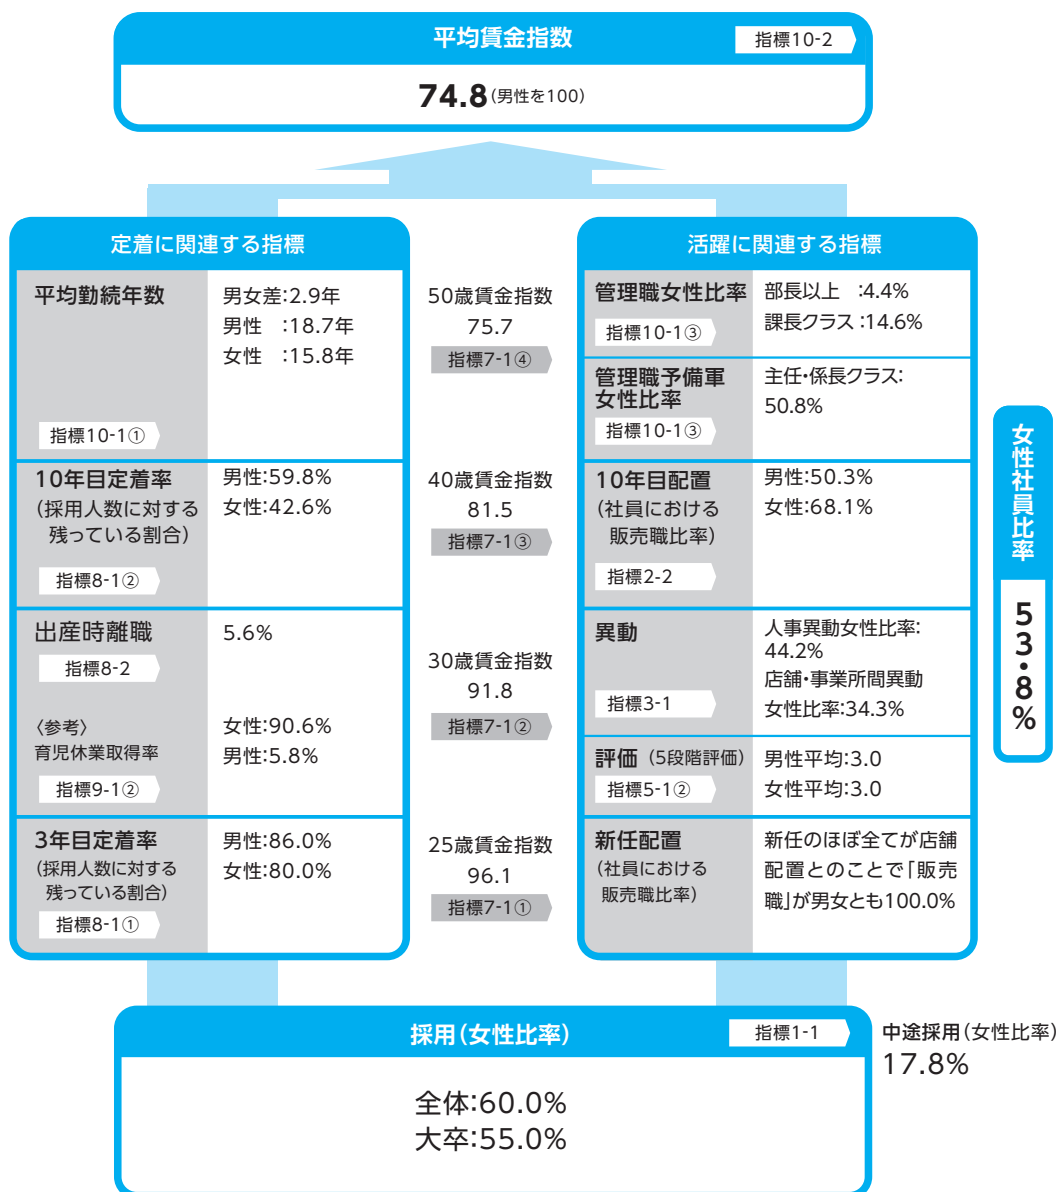 平均賃金指数
指標10-2
74.8(男性を100)
定着に関連する指標
平均勤続年数
男女差:2.9年
男性　:18.7年
女性　:15.8年
指標10-1①
10年目定着率
(採用人数に対する
残っている割合)
指標8-1②
男性:59.8%
女性:42.6%
出産時離職
5.6%
指標8-2
〈参考〉
育児休業取得率
指標9-1②
女性:90.6%
男性:5.8%
3年目定着率
(採用人数に対する
残っている割合)
指標8-1①
男性:86.0%
女性:80.0%
50歳賃金指数
75.7
指標7-1④
40歳賃金指数
81.5
指標7-1③
30歳賃金指数
91.8
指標7-1②
25歳賃金指数
96.1
指標7-1①
活躍に関連する指標
管理職女性比率
指標10-1③
部長以上　:4.4%
課長クラス:14.6%
管理職予備軍
女性比率
指標10-1③
主任・係長クラス:
50.8%
10年目配置
(社員における
販売職比率)
指標2-2
男性:50.3%
女性:68.1%
異動
指標3-1
人事異動女性比率:
44.2%
店舗・事業所間異動
女性比率:34.3%
評価(5段階評価)
指標5-1②
男性平均:3.0
女性平均:3.0
新任配置
(社員における
販売職比率)
新任のほぼ全てが店舗
配置とのことで「販売
職」が男女とも100.0%
女性社員比率
53・8%
採用(女性比率)
指標1-1
全体:60.0%
大卒:55.0%
中途採用(女性比率)
17.8%